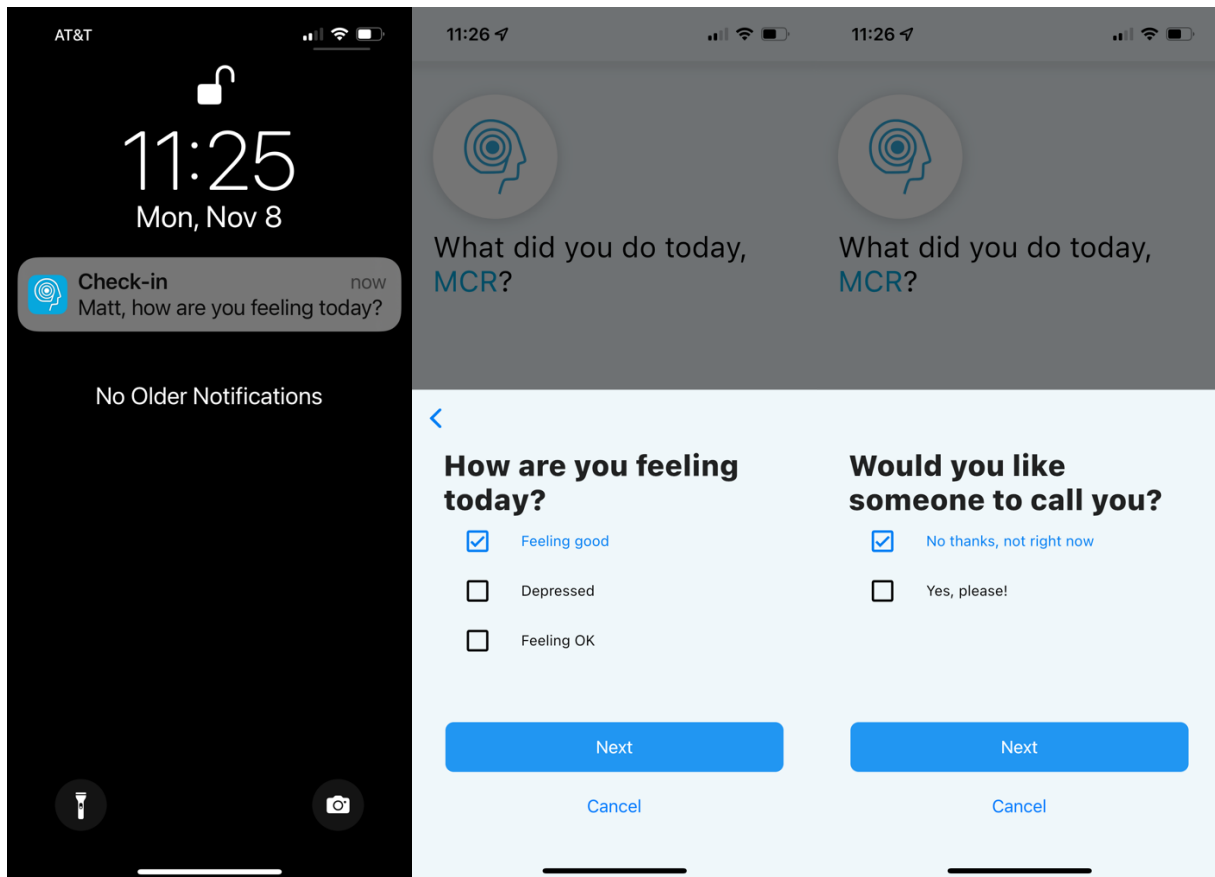 AT&T
11:25
Mon, Nov 8
Check-in
now
Matt, how are you feeling today?
No Older Notifications
11:26
What did you do today,
MCR?
How are you feeling
today?
Feeling good
Depressed
Feeling OK
Next
Cancel
11:26
What did you do today,
MCR?
Would you like
someone to call you?
No thanks, not right now
Yes, please!
Next
Cancel